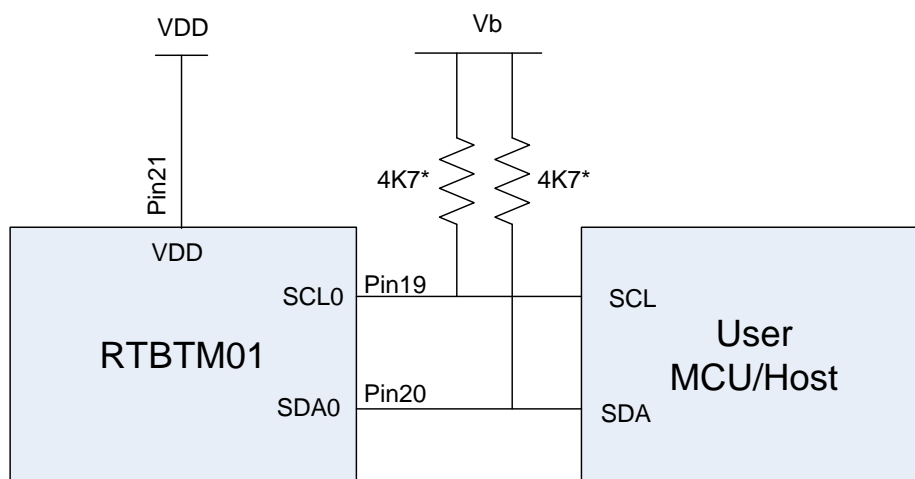 VDD
Vb
Pin21
4K7*
4K7*
VDD
SCL0
Pin19
SCL
RTBTM01
User
MCU/Host
SDA0
Pin20
SDA